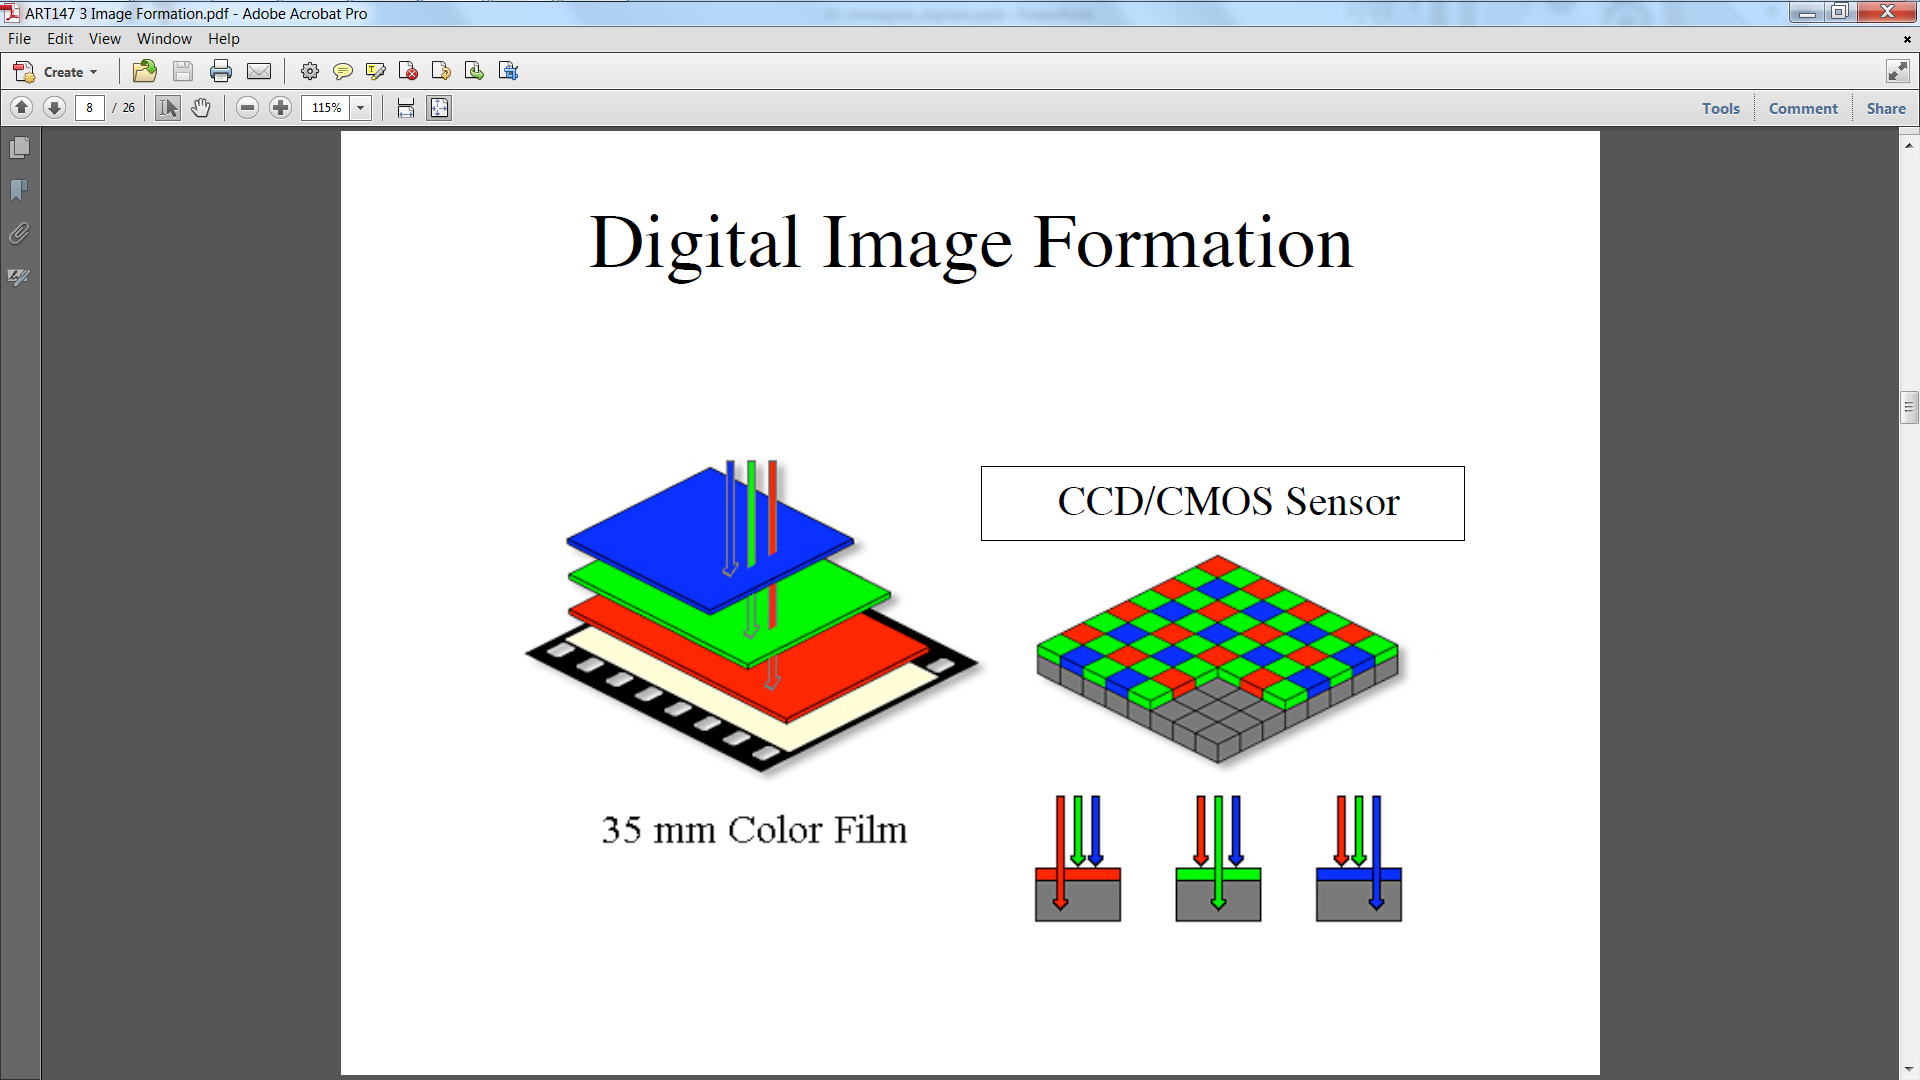 ART147 3 Image Formation.pdf - Adobe Acrobat Pro
File Edit View Window Help
Create
8 / 26 115% Tools Comment Share
Digital Image Formation
CCD/CMOS Sensor
35 mm Color Film